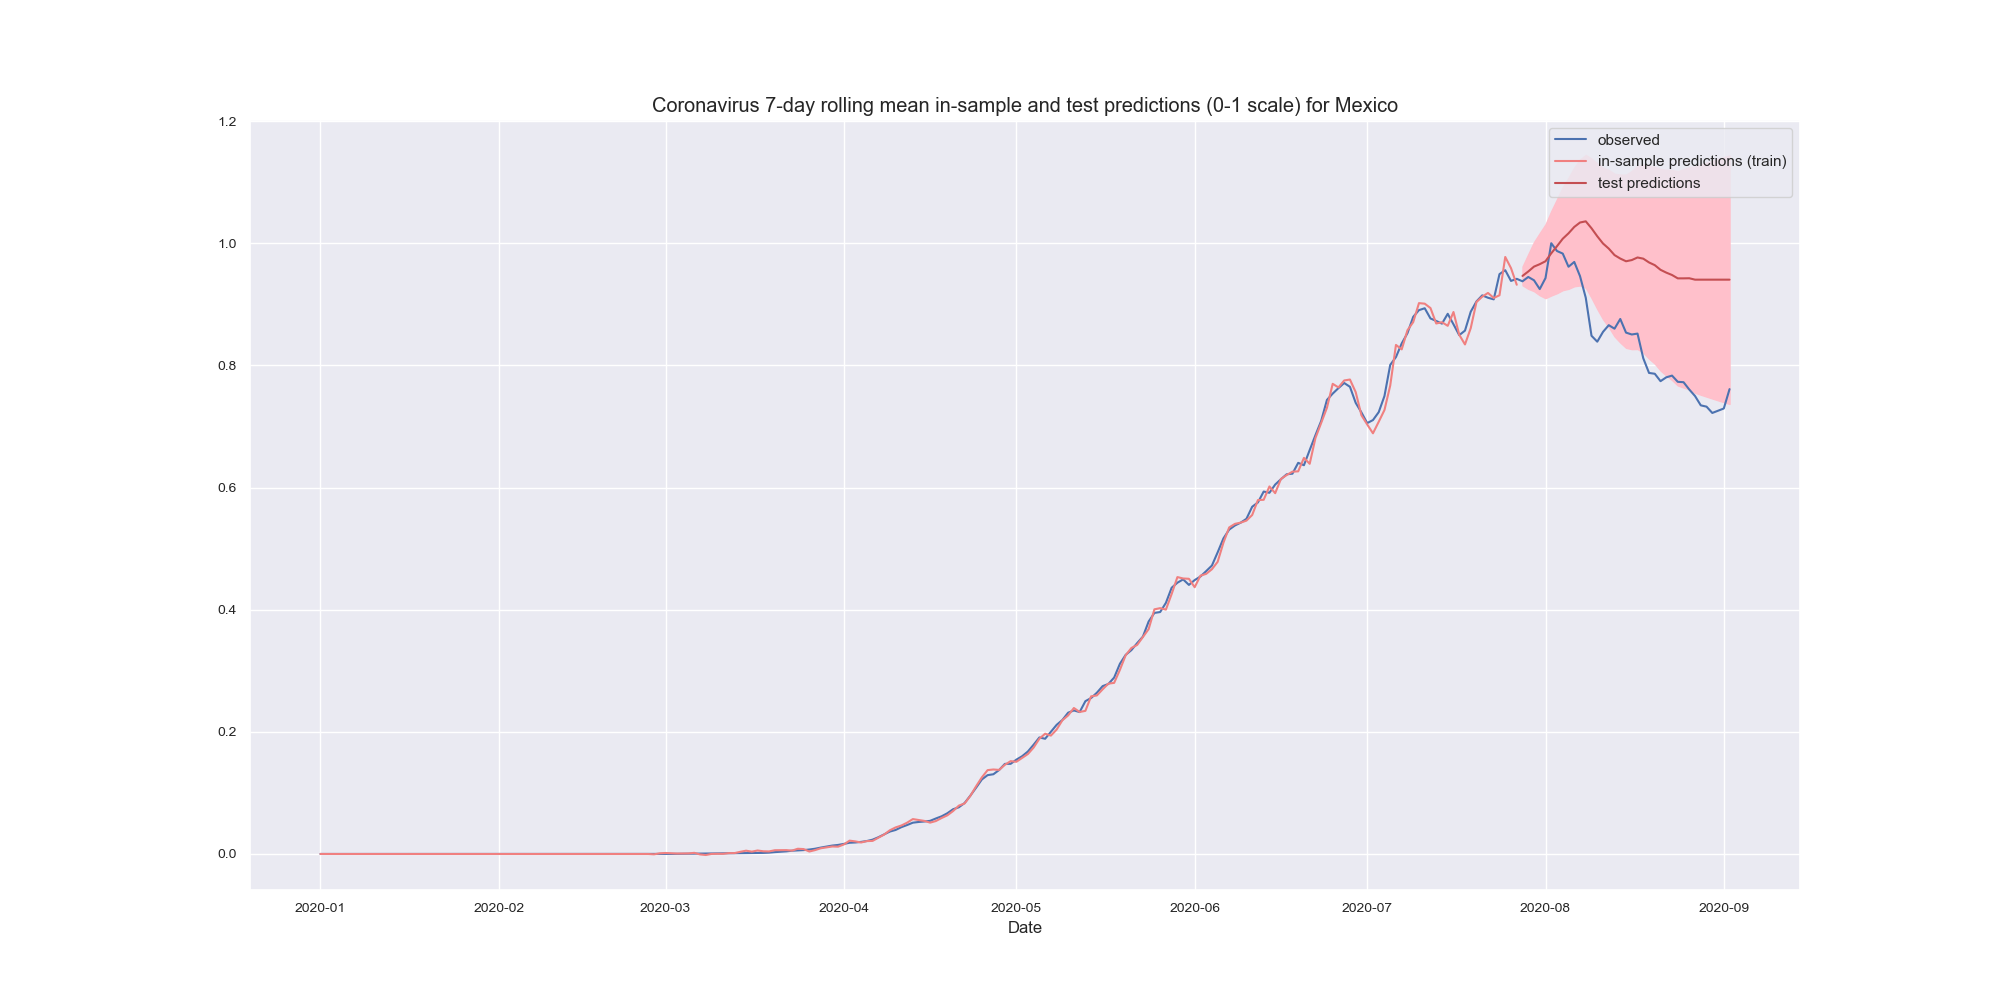 Coronavirus 7-day rolling mean in-sample and test predictions (0-1 scale) for Mexico
1.2
1.0
0.8
0.6
0.4
0.2
0.0
observed
in-sample predictions (train)
test predictions
2020-01 2020-02 2020-03 2020-04 2020-05 2020-06 2020-07 2020-08 2020-09
Date